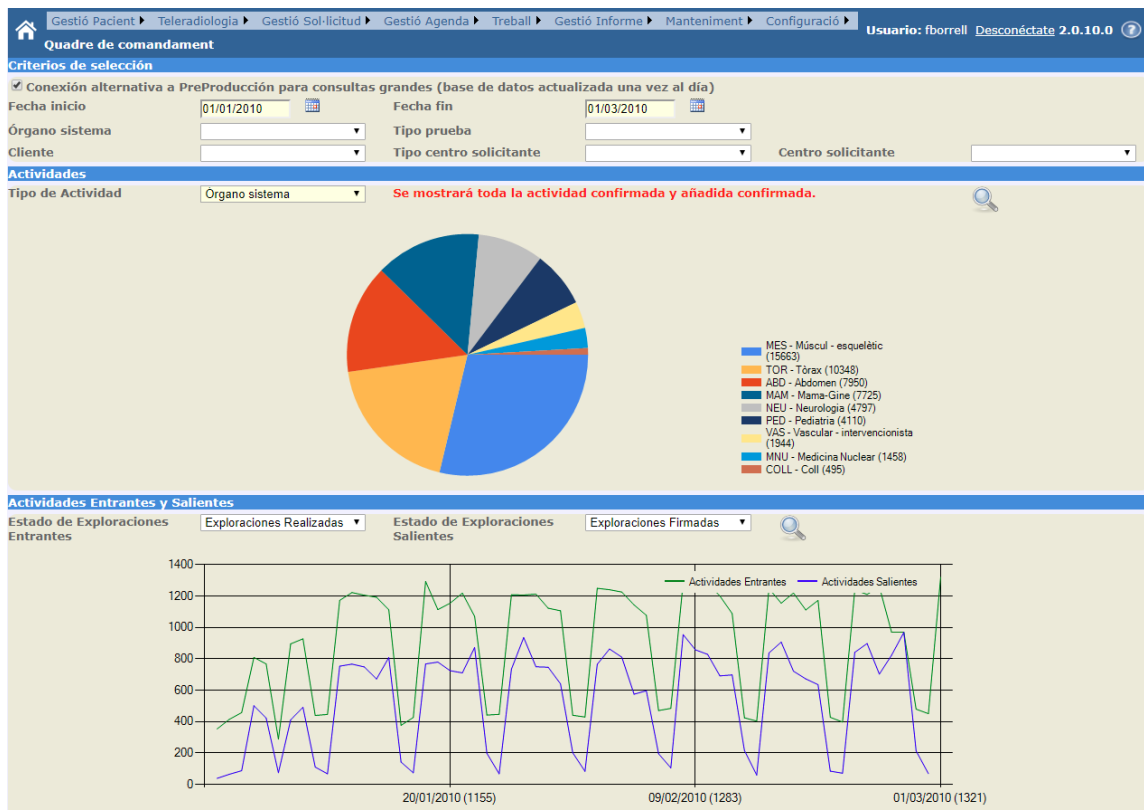 Gestió Pacient Teleradiologia Gestió Sol·licitud Gestió Agenda Treball Gestió Informe Manteniment Configuració
Usuario: fborrell Desconéctate 2.0.10.0 ?
Quadre de comandament
Criterios de selección
Conexión alternativa a PreProducción para consultas grandes (base de datos actualizada una vez al día)
Fecha inicio 01/01/2010 Fecha fin 01/03/2010
Órgano sistema Tipo prueba
Cliente Tipo centro solicitante Centro solicitante
Actividades
Tipo de Actividad Órgano sistema Se mostrará toda la actividad confirmada y añadida confirmada.
MES - Múscul - esquelètic
(15663)
TOR - Tòrax (10348)
ABD - Abdomen (7950)
MAM - Mama-Gine (7725)
NEU - Neurologia (4797)
PED - Pediatria (4110)
VAS - Vascular - intervencionista
(1944)
MNU - Medicina Nuclear (1458)
COLL - Coll (495)
Actividades Entrantes y Salientes
Estado de Exploraciones
Entrantes
Exploraciones Realizadas
Estado de Exploraciones
Salientes
Exploraciones Firmadas
Actividades Entrantes Actividades Salientes
1400
1200
1000
800
600
400
200
0
20/01/2010 (1155) 09/02/2010 (1283) 01/03/2010 (1321)